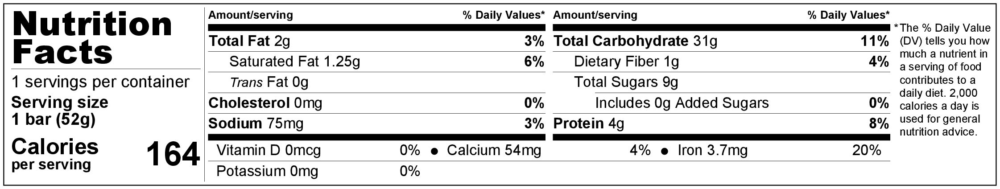 Nutrition
Facts
1 servings per container
Serving size
1 bar (52g)
Calories
per serving 164
Amount/serving % Daily Values*
Total Fat 2g 3%
Saturated Fat 1.25g 6%
Trans Fat 0g
Cholesterol 0mg 0%
Sodium 75mg 3%
Amount/serving % Daily Values*
Total Carbohydrate 31g 11%
Dietary Fiber 1g 4%
Total Sugars 9g
Includes 0g Added Sugars 0%
Protein 4g 8%
Vitamin D 0mcg 0% ● Calcium 54mg 4% ● Iron 3.7mg 20%
Potassium 0mg 0%
*The % Daily Value
(DV) tells you how
much a nutrient in
a serving of food
contributes to a
daily diet. 2,000
calories a day is
used for general
nutrition advice.